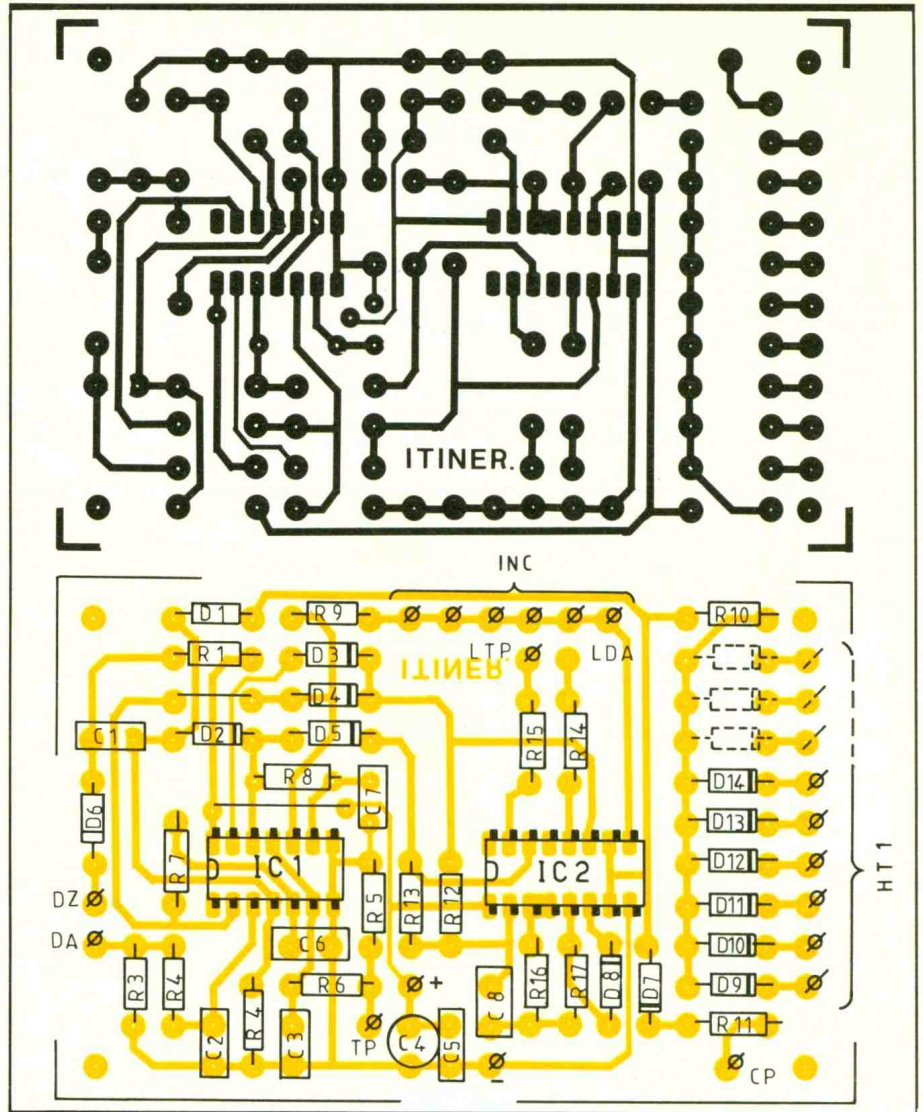 ITINER.
INC
D1
R9
LTP
LDA
R10
R1
D3
ITINER.
D4
C1
D2
D5
R15
R14
R8
C7
D14
D6
D13
R7
IC1
IC2
D12
DZ
R5
R13
R12
D11
HT1
DA
C6
D10
R3
R4
R6
+
C8
R16
R17
D8
D7
D9
C2
R4
C3
TP
C4
C5
R11
-
CP